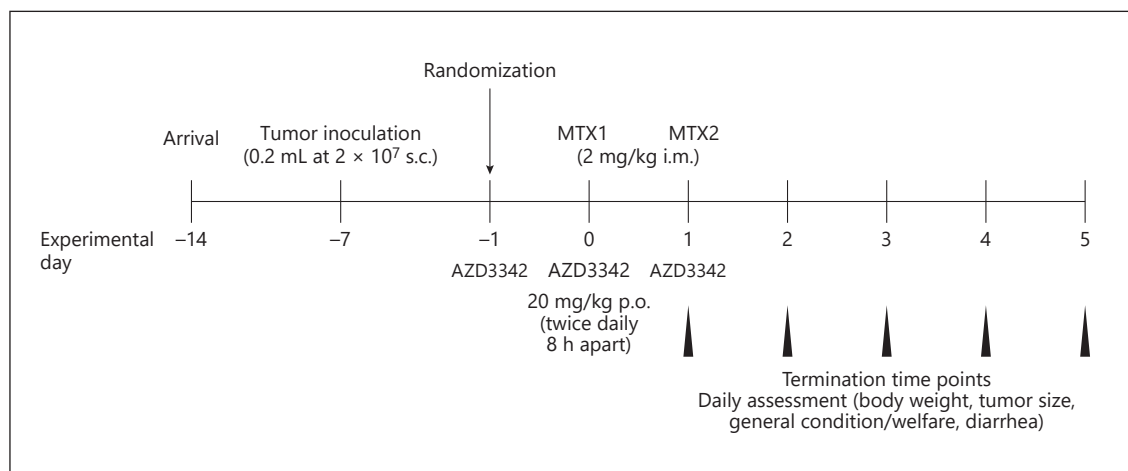 Randomization
Arrival
Tumor inoculation
(0.2 mL at 2 × 10⁷ s.c.)
MTX1 MTX2
(2 mg/kg i.m.)
Experimental
day
–14 –7 –1 0 1 2 3 4 5
AZD3342 AZD3342 AZD3342
20 mg/kg p.o.
(twice daily
8 h apart)
Termination time points
Daily assessment (body weight, tumor size,
general condition/welfare, diarrhea)